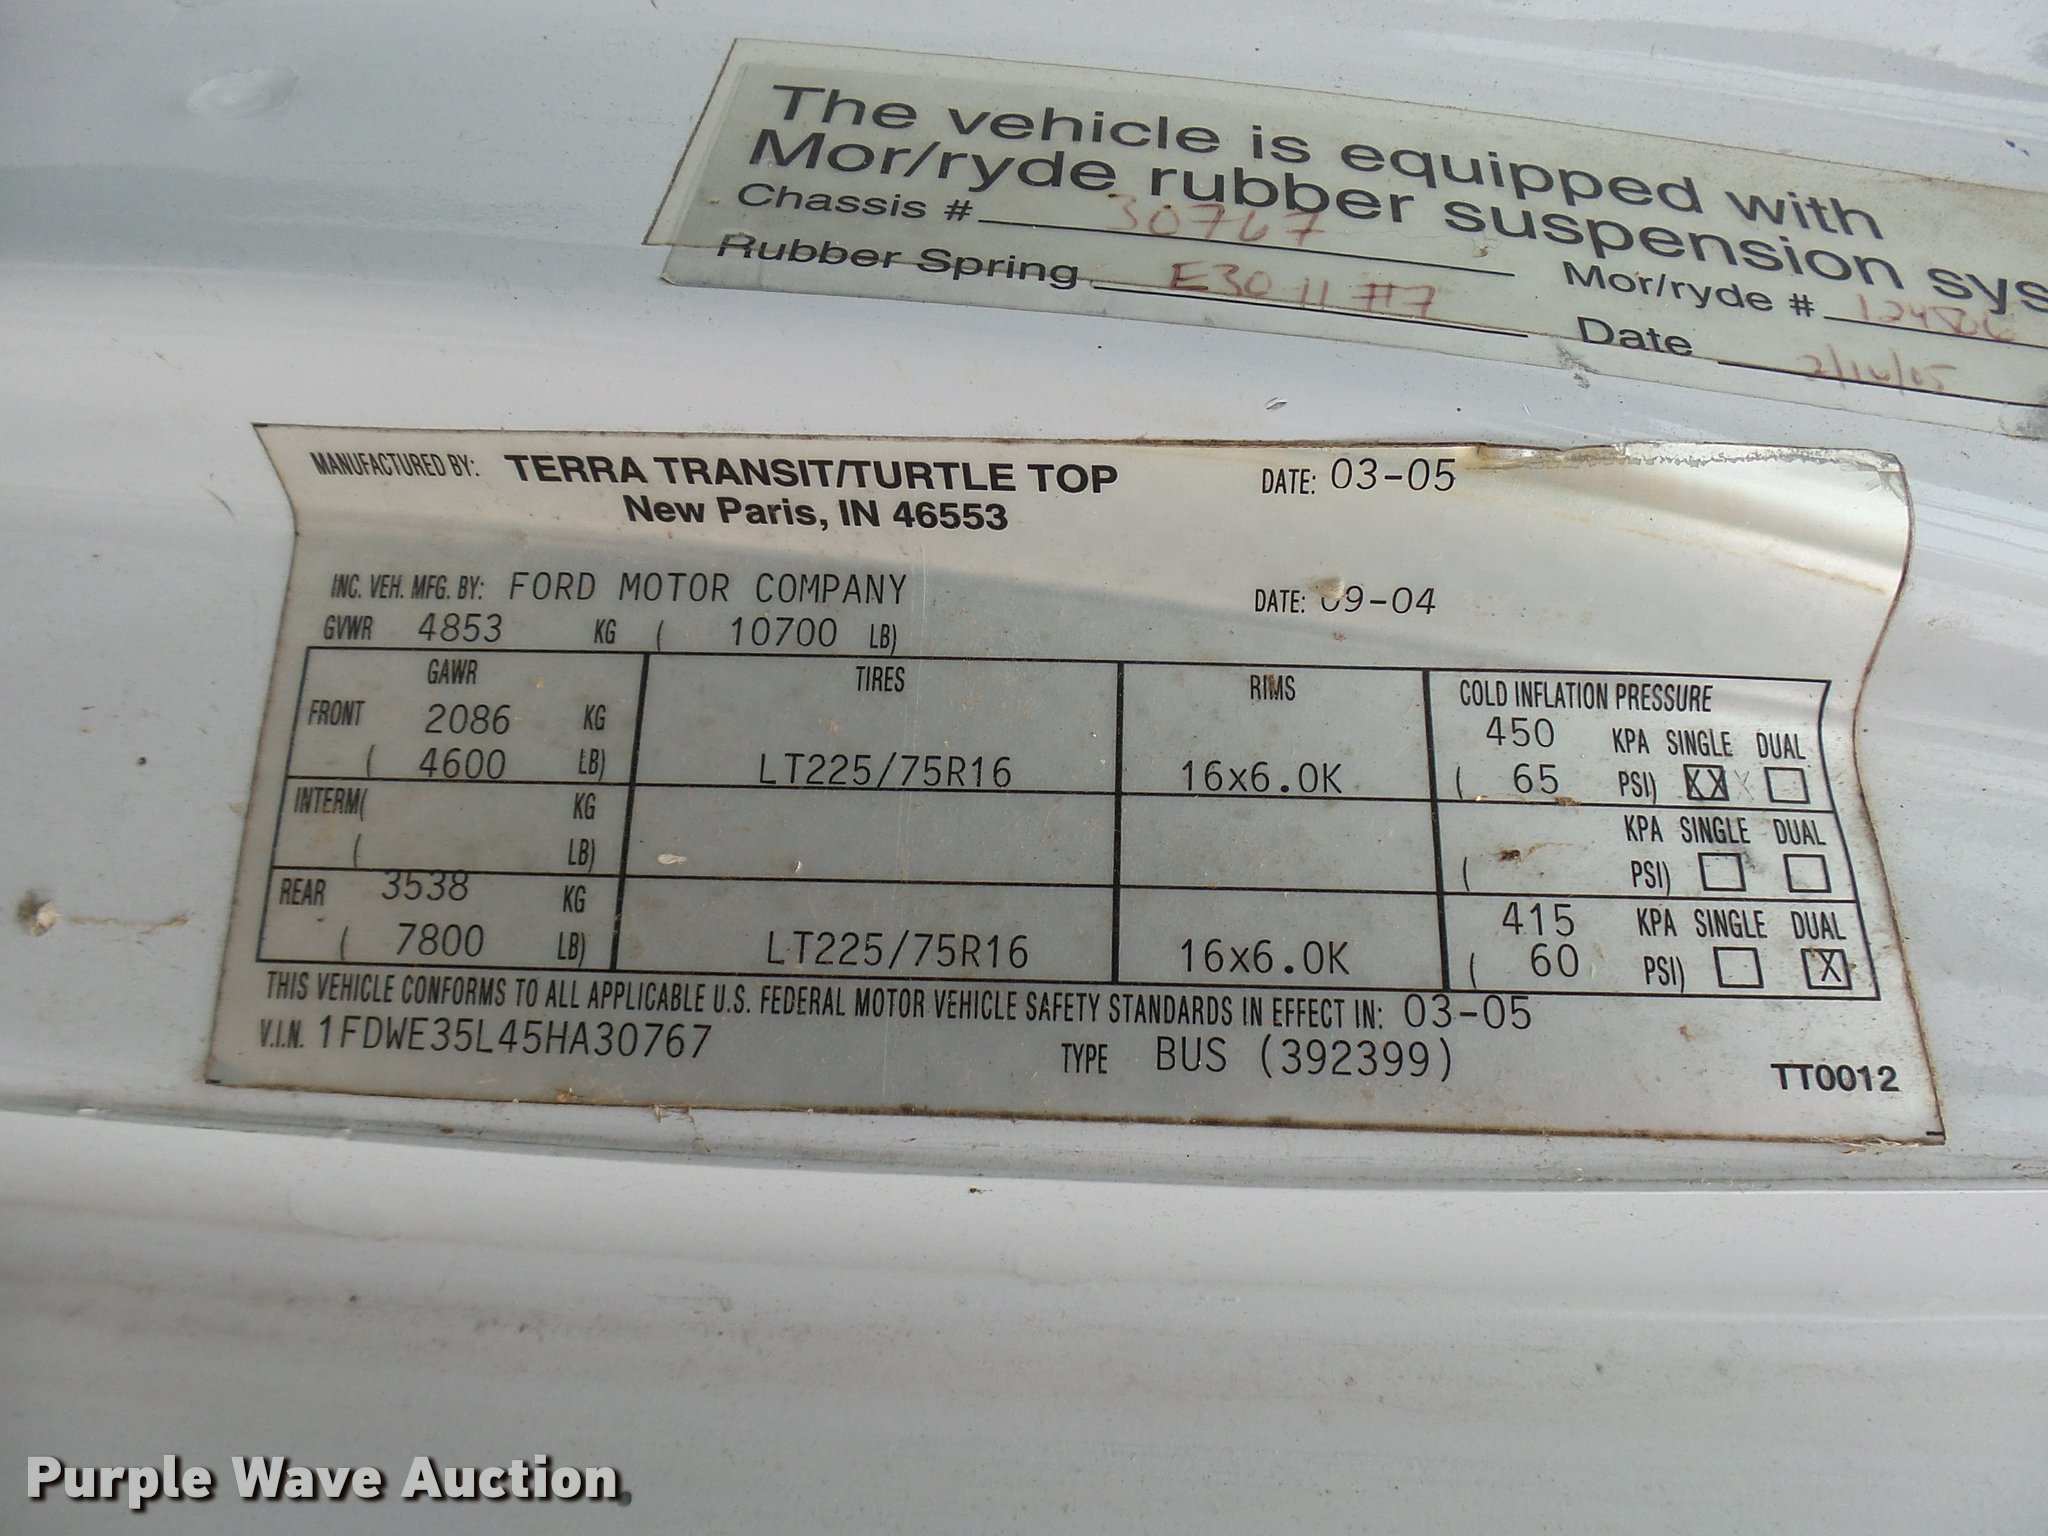 The vehicle is equipped with
Mor/ryde rubber suspension sys
Chassis # 30767 Mor/ryde #
Rubber Spring E30 11 #7 Date
MANUFACTURED BY: TERRA TRANSIT/TURTLE TOP DATE: 03-05
New Paris, IN 46553
INC. VEH. MFG. BY: FORD MOTOR COMPANY DATE: 09-04
GVWR 4853 KG ( 10700 LB)
GAWR TIRES RIMS COLD INFLATION PRESSURE
FRONT 2086 KG 450 KPA SINGLE DUAL
( 4600 LB) LT225/75R16 16x6.0K ( 65 PSI) XX X
INTERM( KG KPA SINGLE DUAL
( LB) ( PSI)
REAR 3538 KG 415 KPA SINGLE DUAL
( 7800 LB) LT225/75R16 16x6.0K ( 60 PSI) X
THIS VEHICLE CONFORMS TO ALL APPLICABLE U.S. FEDERAL MOTOR VEHICLE SAFETY STANDARDS IN EFFECT IN: 03-05
V.I.N. 1FDWE35L45HA30767 TYPE BUS (392399) TT0012
Purple Wave Auction